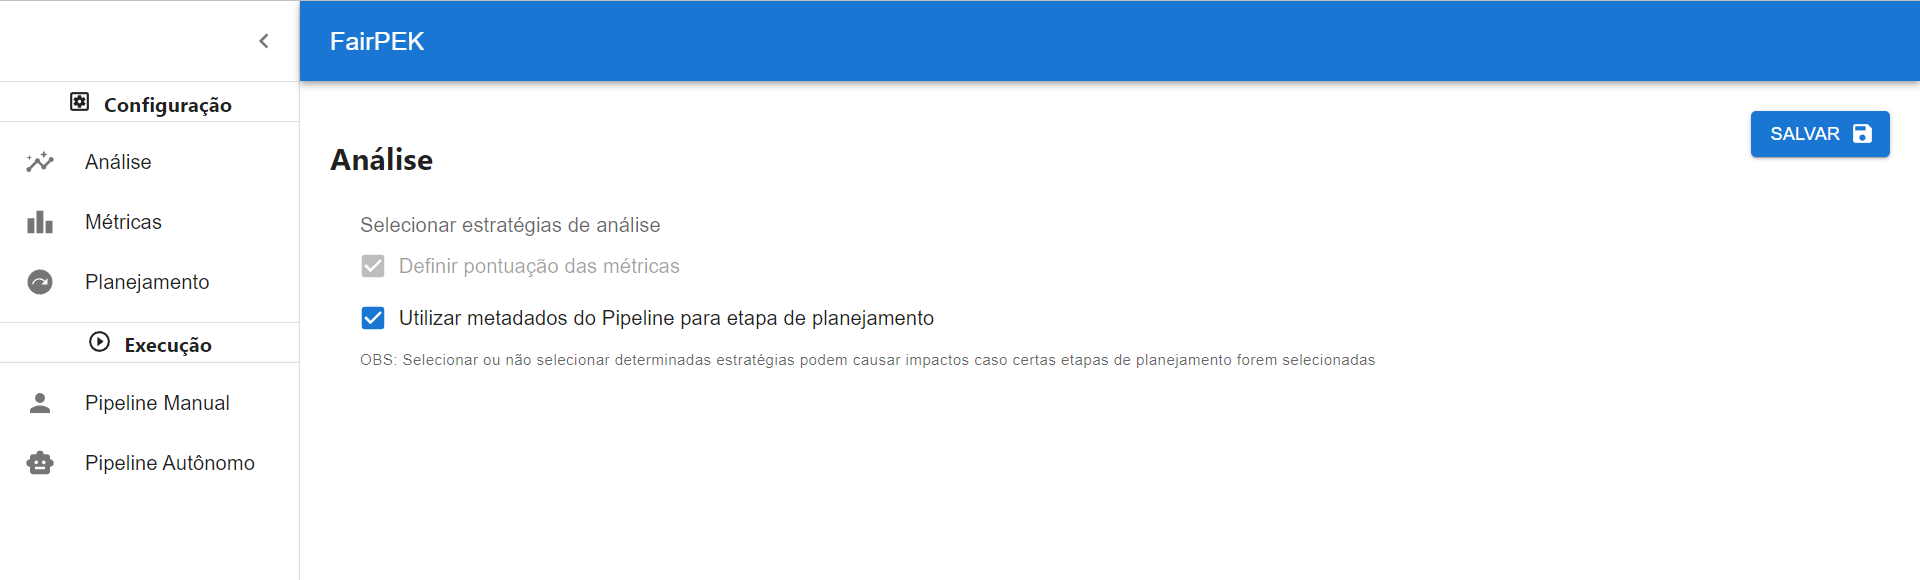 FairPEK
Configuração
Análise
Métricas
Planejamento
Execução
Pipeline Manual
Pipeline Autônomo
SALVAR
Análise
Selecionar estratégias de análise
Definir pontuação das métricas
Utilizar metadados do Pipeline para etapa de planejamento
OBS: Selecionar ou não selecionar determinadas estratégias podem causar impactos caso certas etapas de planejamento forem selecionadas